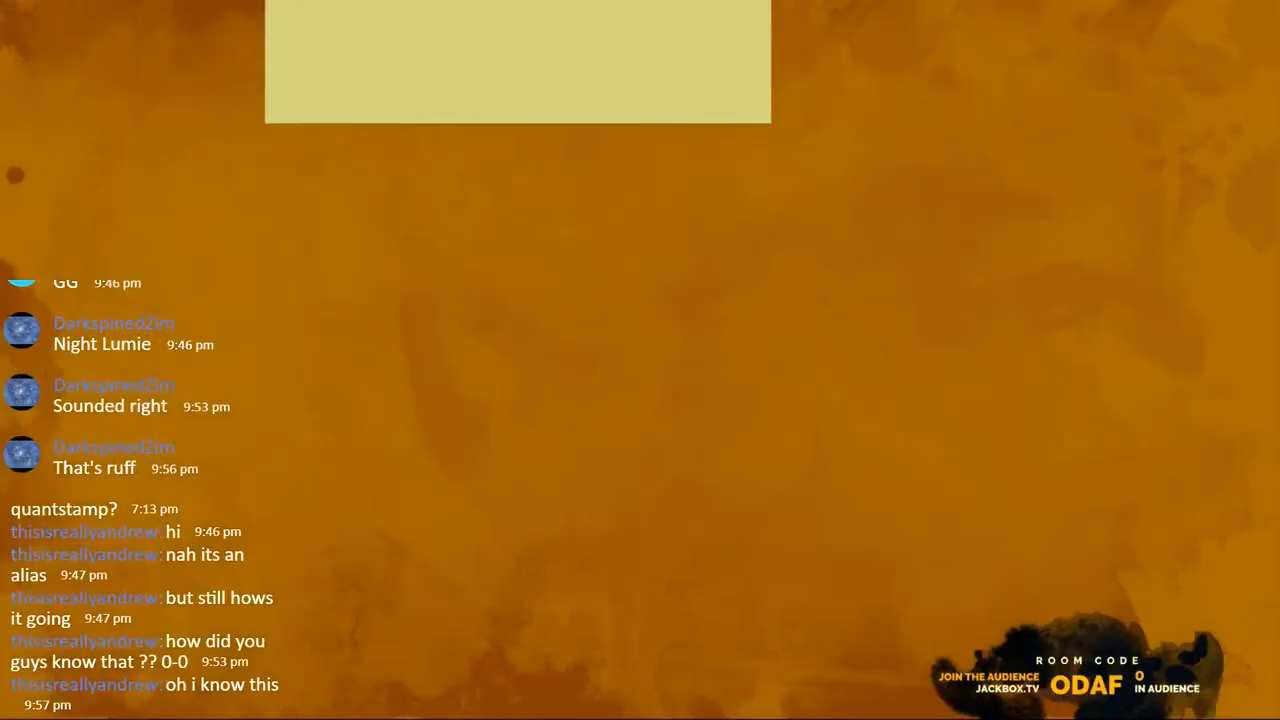 GG 9:46 pm
DarkspinedZim
Night Lumie 9:46 pm
DarkspinedZim
Sounded right 9:53 pm
DarkspinedZim
That's ruff 9:56 pm
quantstamp? 7:13 pm
thisisreallyandrew: hi 9:46 pm
thisisreallyandrew: nah its an
alias 9:47 pm
thisisreallyandrew: but still hows
it going 9:47 pm
thisisreallyandrew: how did you
guys know that ?? 0-0 9:53 pm
thisisreallyandrew: oh i know this
9:57 pm
ROOM CODE
JOIN THE AUDIENCE
JACKBOX.TV
ODAF
0
IN AUDIENCE